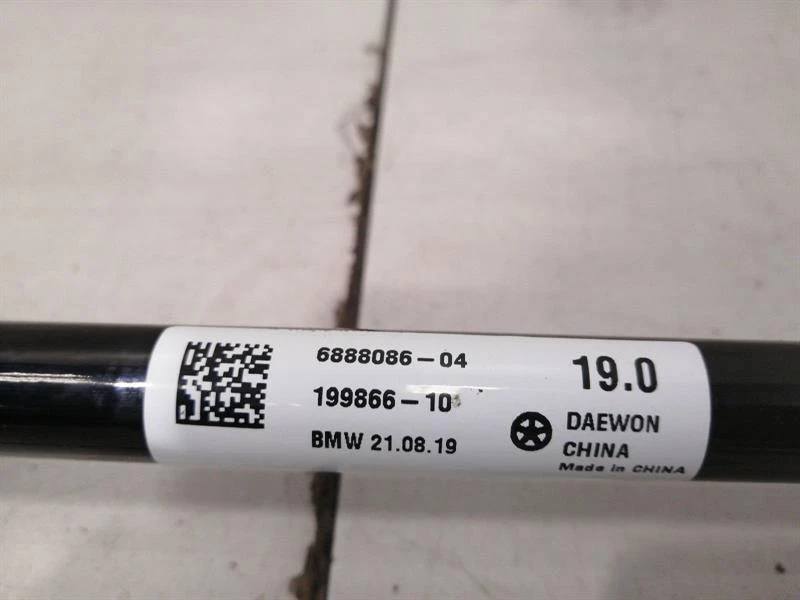 6888086-04
199866-10
BMW 21.08.19
19.0
DAEWON
CHINA
Made in CHINA